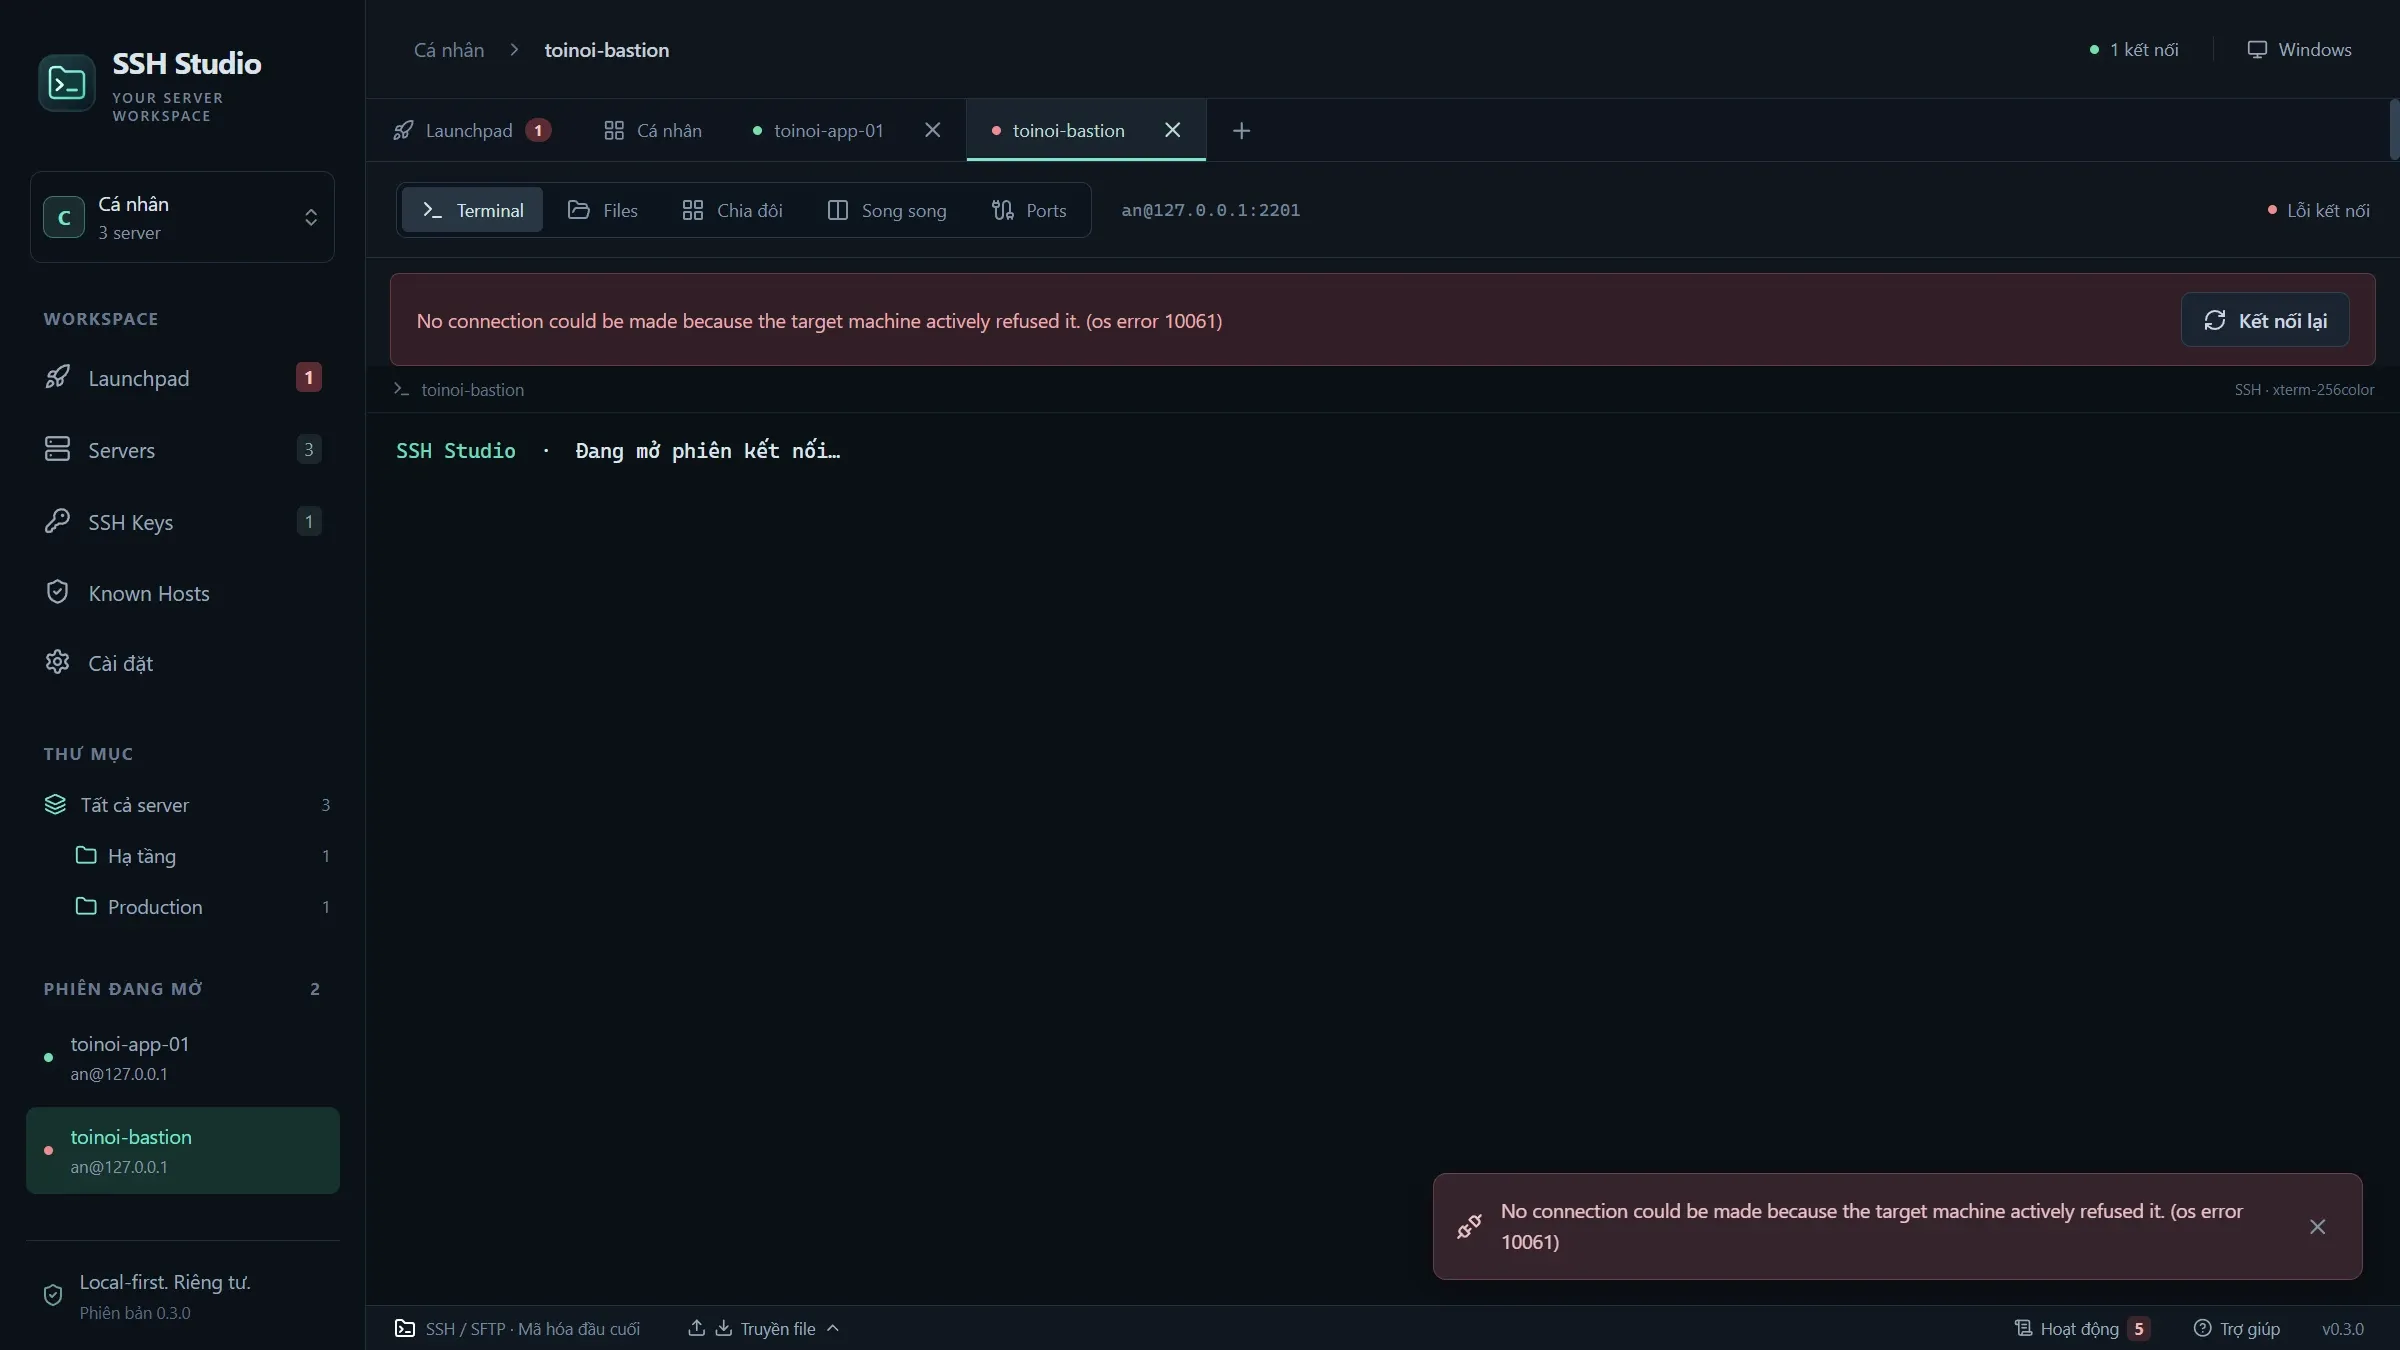 SSH Studio
YOUR SERVER
WORKSPACE
C
Cá nhân
3 server
WORKSPACE
Launchpad 1
Servers 3
SSH Keys 1
Known Hosts
Cài đặt
THƯ MỤC
Tất cả server 3
Hạ tầng 1
Production 1
PHIÊN ĐANG MỞ 2
toinoi-app-01
an@127.0.0.1
toinoi-bastion
an@127.0.0.1
Local-first. Riêng tư.
Phiên bản 0.3.0
Cá nhân > toinoi-bastion
1 kết nối
Windows
Launchpad 1
Cá nhân
toinoi-app-01
toinoi-bastion
Terminal
Files
Chia đôi
Song song
Ports
an@127.0.0.1:2201
Lỗi kết nối
No connection could be made because the target machine actively refused it. (os error 10061)
Kết nối lại
toinoi-bastion
SSH · xterm-256color
SSH Studio · Đang mở phiên kết nối…
No connection could be made because the target machine actively refused it. (os error
10061)
SSH / SFTP · Mã hóa đầu cuối
Truyền file
Hoạt động 5
Trợ giúp
v0.3.0